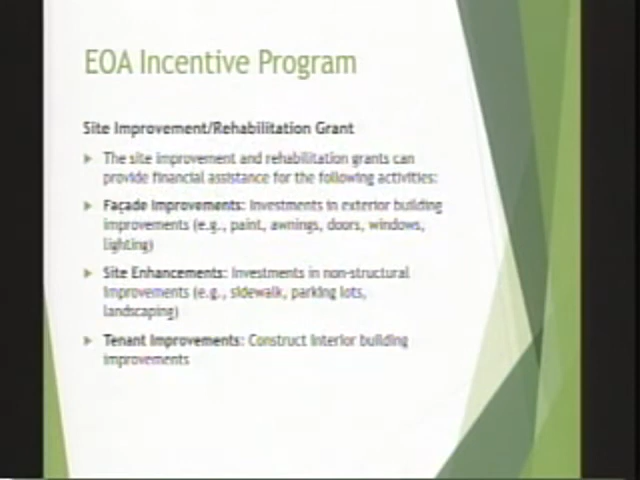 EOA Incentive Program
Site Improvement/Rehabilitation Grant
The site improvement and rehabilitation grants can
provide financial assistance for the following activities:
Façade Improvements: Investments in exterior building
improvements (e.g., paint, awnings, doors, windows,
lighting)
Site Enhancements: Investments in non-structural
improvements (e.g., sidewalk, parking lots,
landscaping)
Tenant Improvements: Construct interior building
improvements